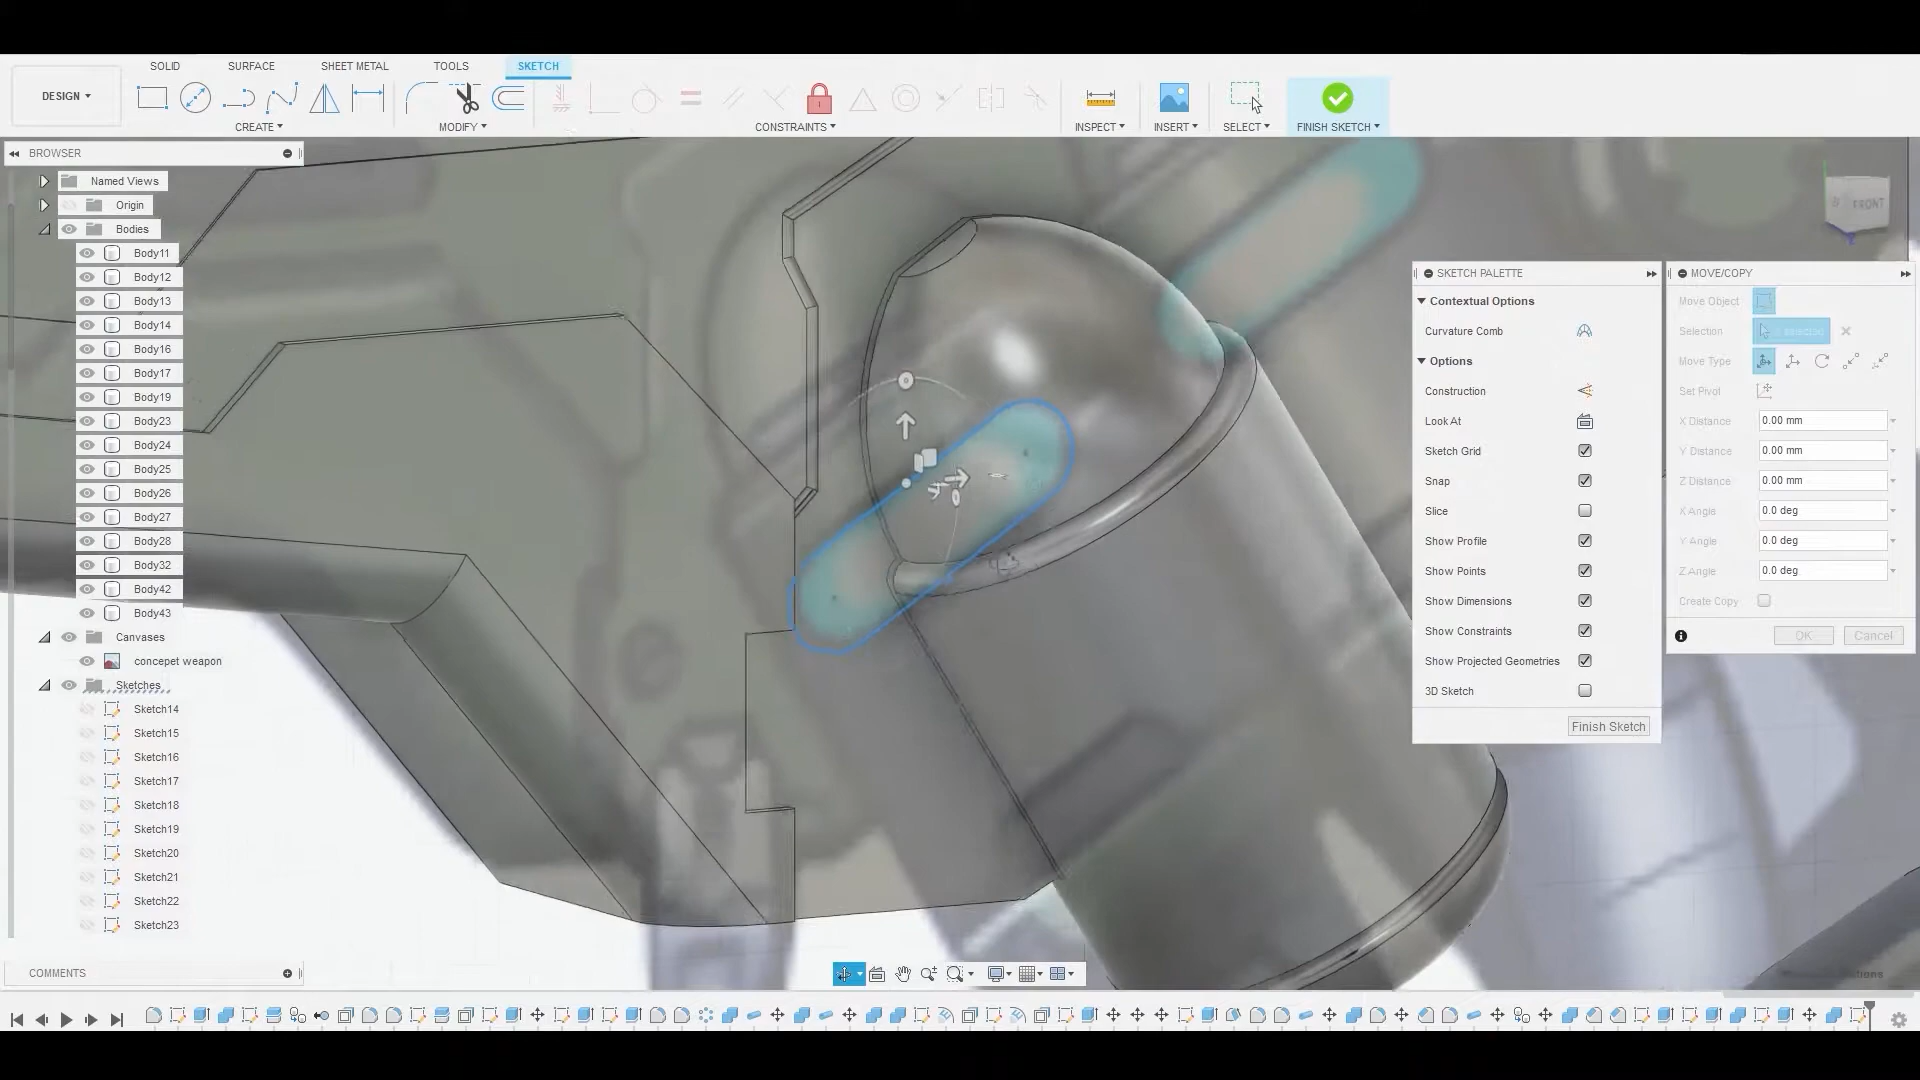 SOLID SURFACE SHEET METAL TOOLS SKETCH
DESIGN
CREATE MODIFY CONSTRAINTS INSPECT INSERT SELECT FINISH SKETCH
BROWSER
Named Views
Origin
Bodies
Body11
Body12
Body13
Body14
Body16
Body17
Body19
Body23
Body24
Body25
Body26
Body27
Body28
Body32
Body42
Body43
Canvases
concepet weapon
Sketches
Sketch14
Sketch15
Sketch16
Sketch17
Sketch18
Sketch19
Sketch20
Sketch21
Sketch22
Sketch23
COMMENTS
FRONT
SKETCH PALETTE
Contextual Options
Curvature Comb
Options
Construction
Look At
Sketch Grid
Snap
Slice
Show Profile
Show Points
Show Dimensions
Show Constraints
Show Projected Geometries
3D Sketch
Finish Sketch
MOVE/COPY
Move Object
Selection selected
Move Type
Set Pivot
X Distance 0.00 mm
Y Distance 0.00 mm
Z Distance 0.00 mm
X Angle 0.0 deg
Y Angle 0.0 deg
Z Angle 0.0 deg
Create Copy
OK Cancel